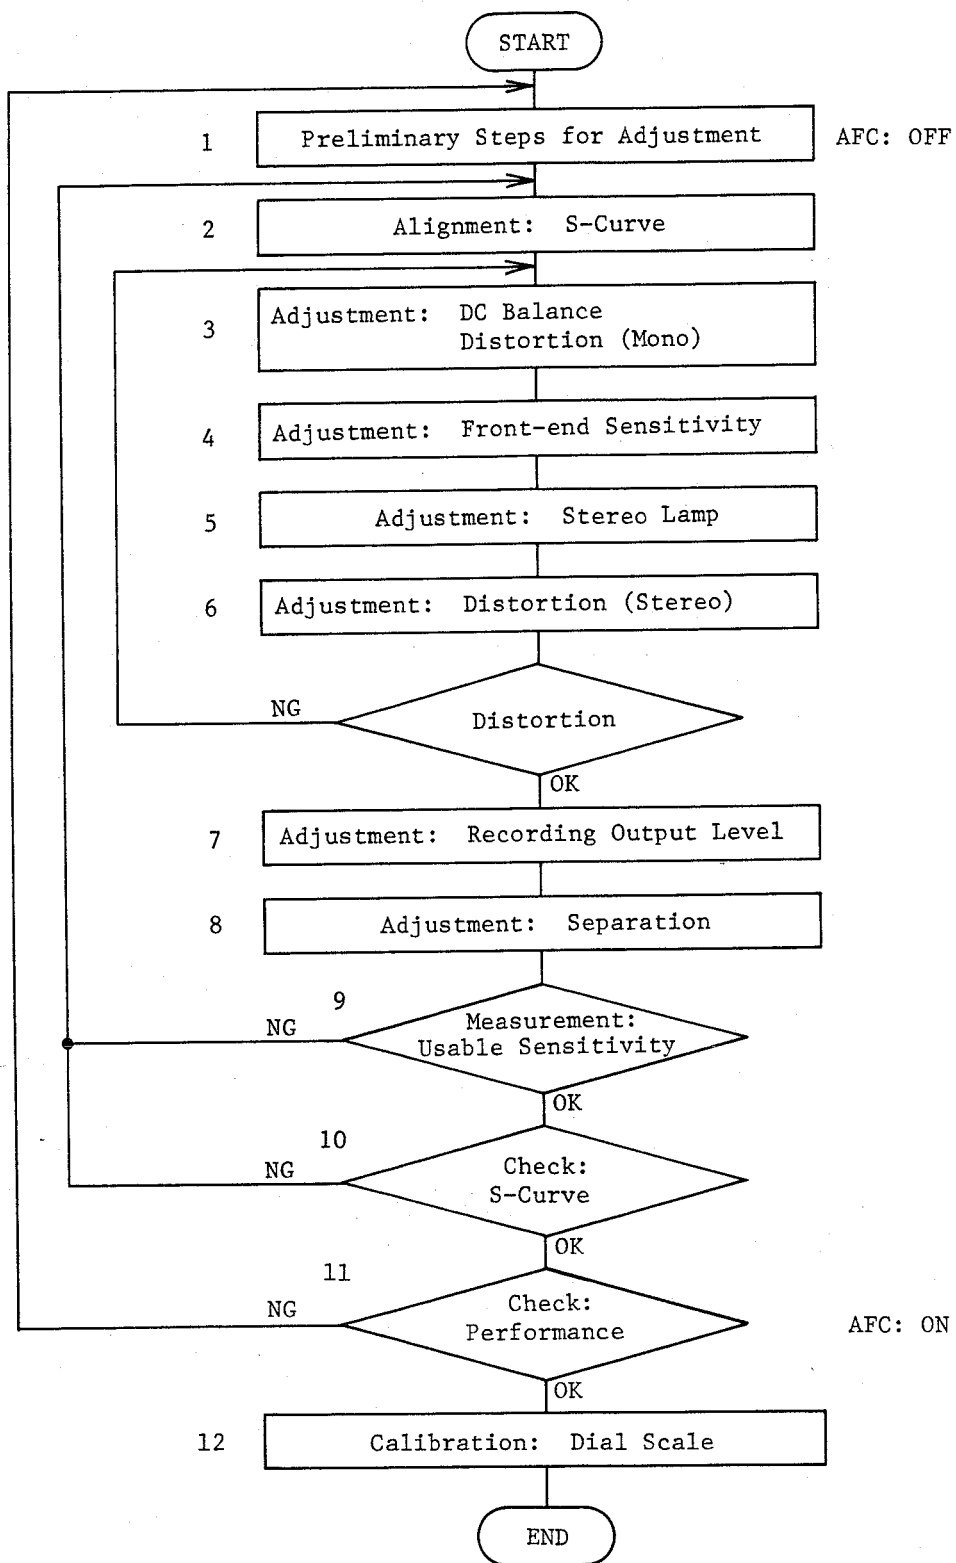 START
1 Preliminary Steps for Adjustment AFC: OFF
2 Alignment: S-Curve
3 Adjustment: DC Balance
Distortion (Mono)
4 Adjustment: Front-end Sensitivity
5 Adjustment: Stereo Lamp
6 Adjustment: Distortion (Stereo)
NG Distortion
OK
7 Adjustment: Recording Output Level
8 Adjustment: Separation
9
NG Measurement:
Usable Sensitivity
OK
10
NG Check:
S-Curve
OK
11
NG Check:
Performance AFC: ON
OK
12 Calibration: Dial Scale
END